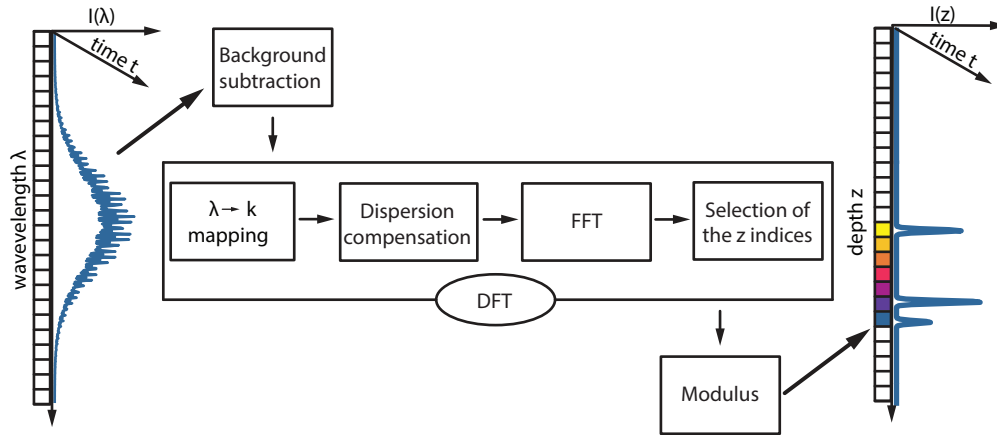 I(λ)
time t
wavelength λ
Background
subtraction
λ→ k
mapping
Dispersion
compensation
FFT
Selection of
the z indices
DFT
Modulus
I(z)
time t
depth z